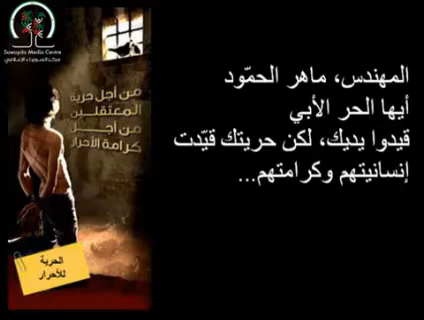 Suwayda Media Centre
مركز السويداء الإعلامي
من أجل حرية
المعتقلين
من أجل
كرامة الأحرار
الحرية
للأحرار
المهندس، ماهر الحمّود
أيها الحر الأبي
قيدوا يديك، لكن حريتك قيّدت
إنسانيتهم وكرامتهم...